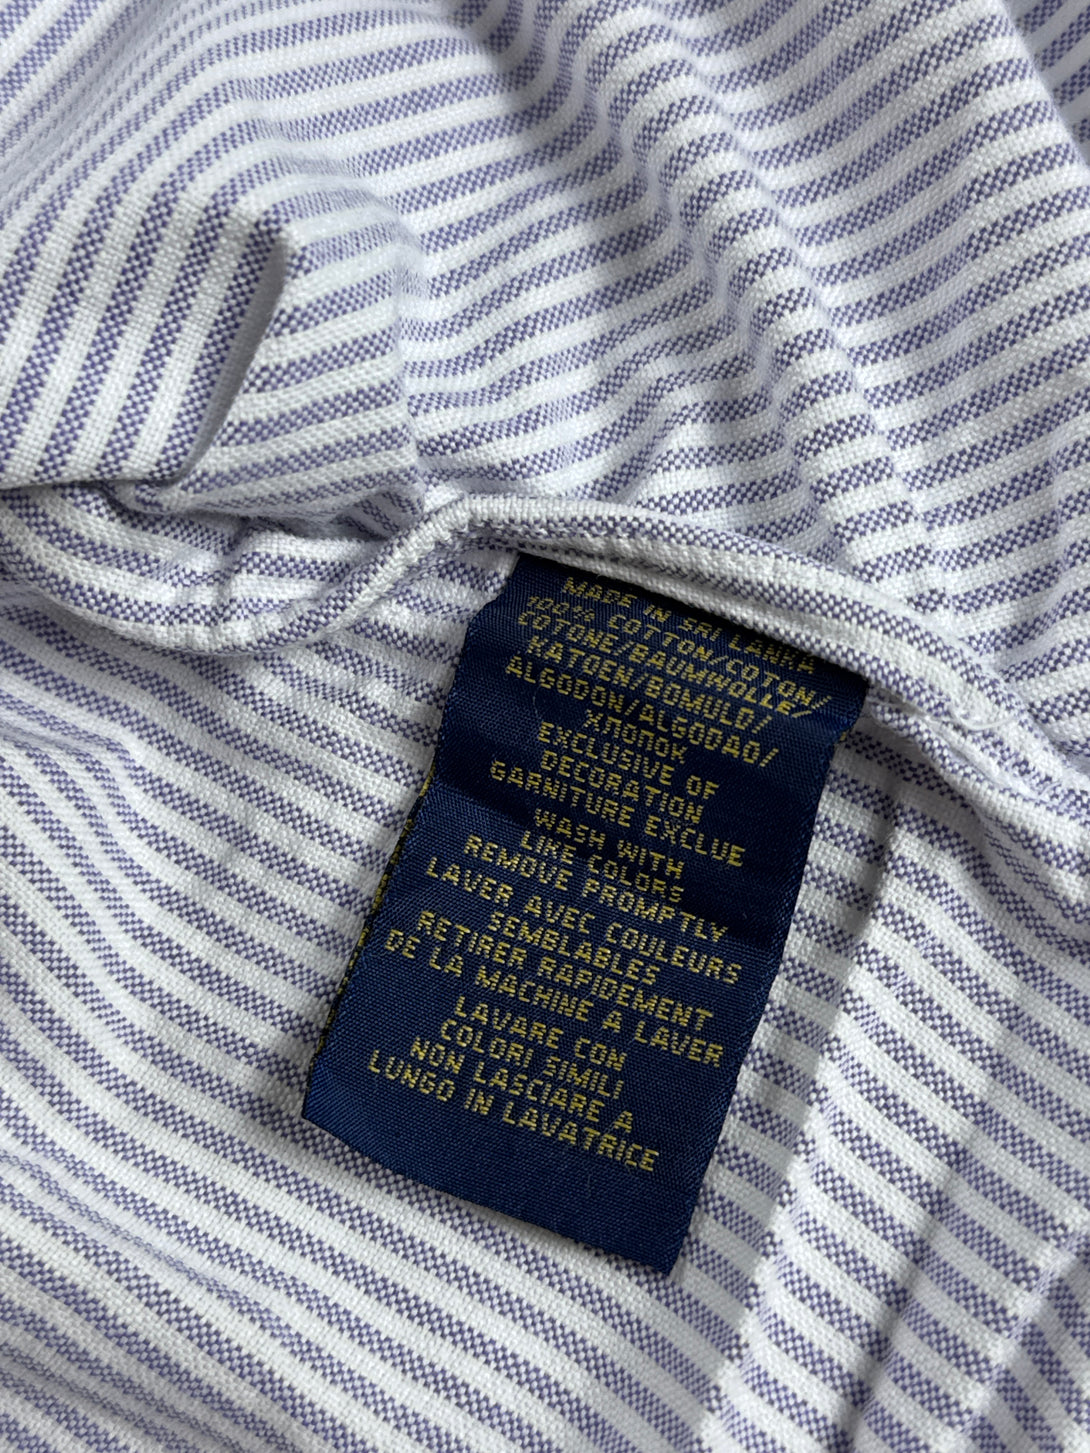 MADE IN SRI LANKA
100% COTTON/COTON/
COTONE/BAUMWOLLE/
KATOEN/BOMULD/
ALGODON/ALGODAO/
ХЛОПОК
EXCLUSIVE OF
DECORATION
GARNITURE EXCLUE
WASH WITH
LIKE COLORS
REMOVE PROMPTLY
LAVER AVEC COULEURS
SEMBLABLES
RETIRER RAPIDEMENT
DE LA MACHINE A LAVER
LAVARE CON
COLORI SIMILI
NON LASCIARE A
LUNGO IN LAVATRICE